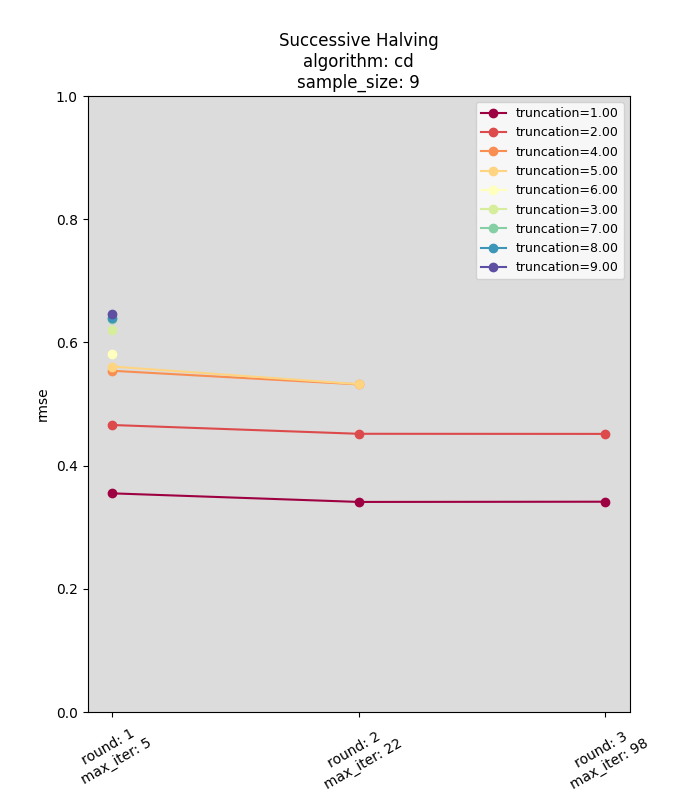 Successive Halving
algorithm: cd
sample_size: 9
1.0
0.8
0.6
0.4
0.2
0.0
rmse
truncation=1.00
truncation=2.00
truncation=4.00
truncation=5.00
truncation=6.00
truncation=3.00
truncation=7.00
truncation=8.00
truncation=9.00
round: 1
max_iter: 5
round: 2
max_iter: 22
round: 3
max_iter: 98